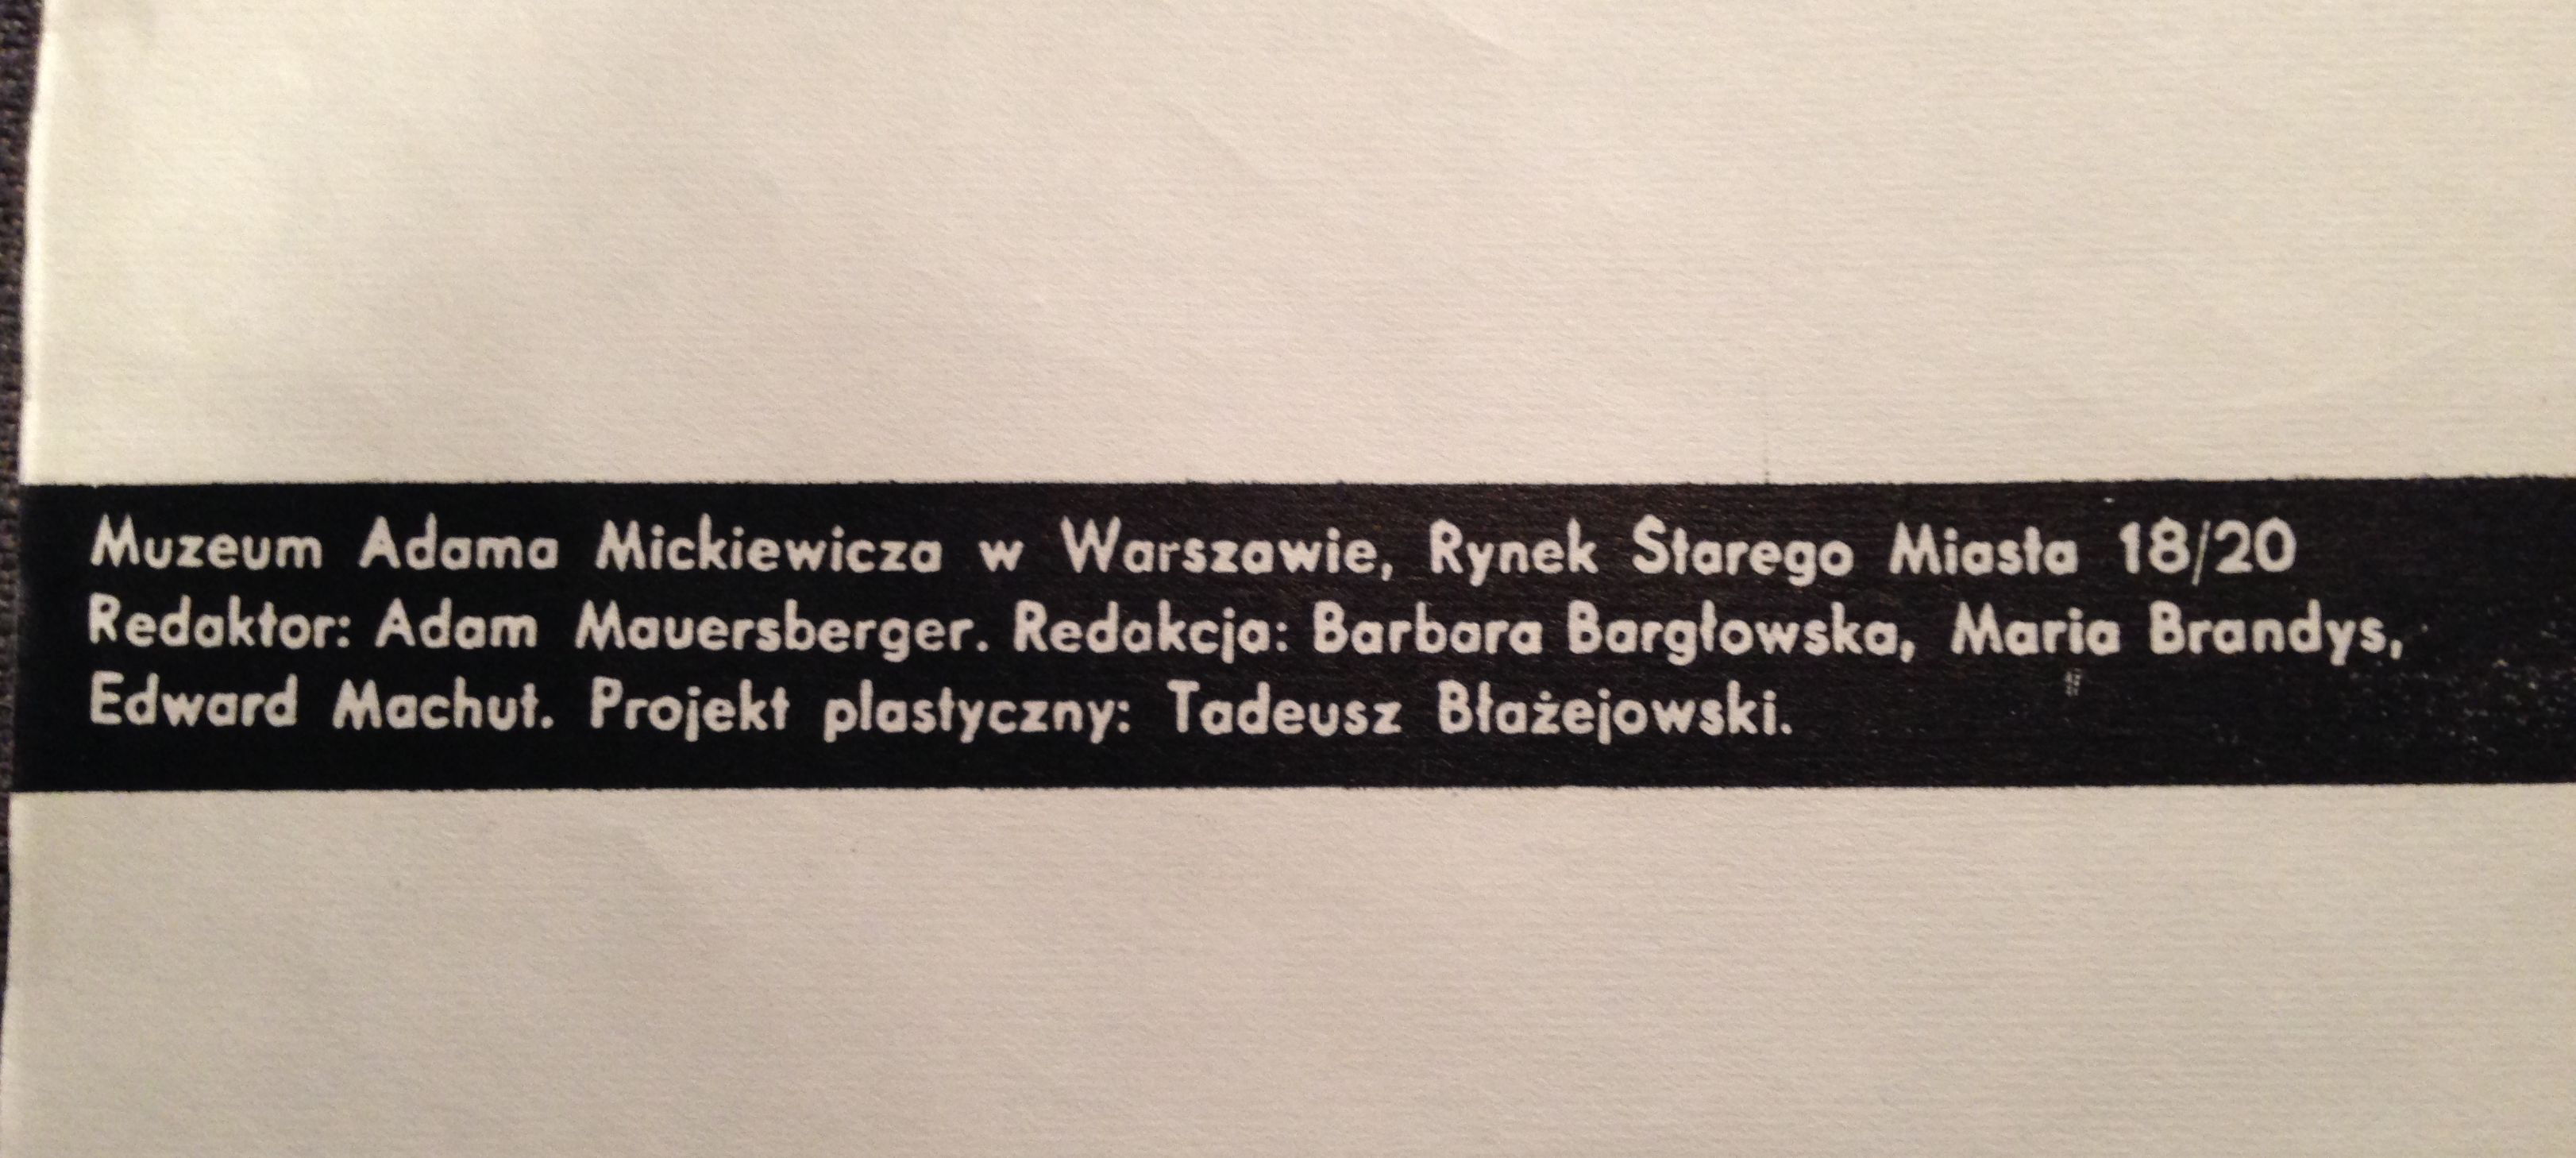 Muzeum Adama Mickiewicza w Warszawie, Rynek Starego Miasta 18/20
Redaktor: Adam Mauersberger. Redakcja: Barbara Bargłowska, Maria Brandys,
Edward Machut. Projekt plastyczny: Tadeusz Błażejowski.